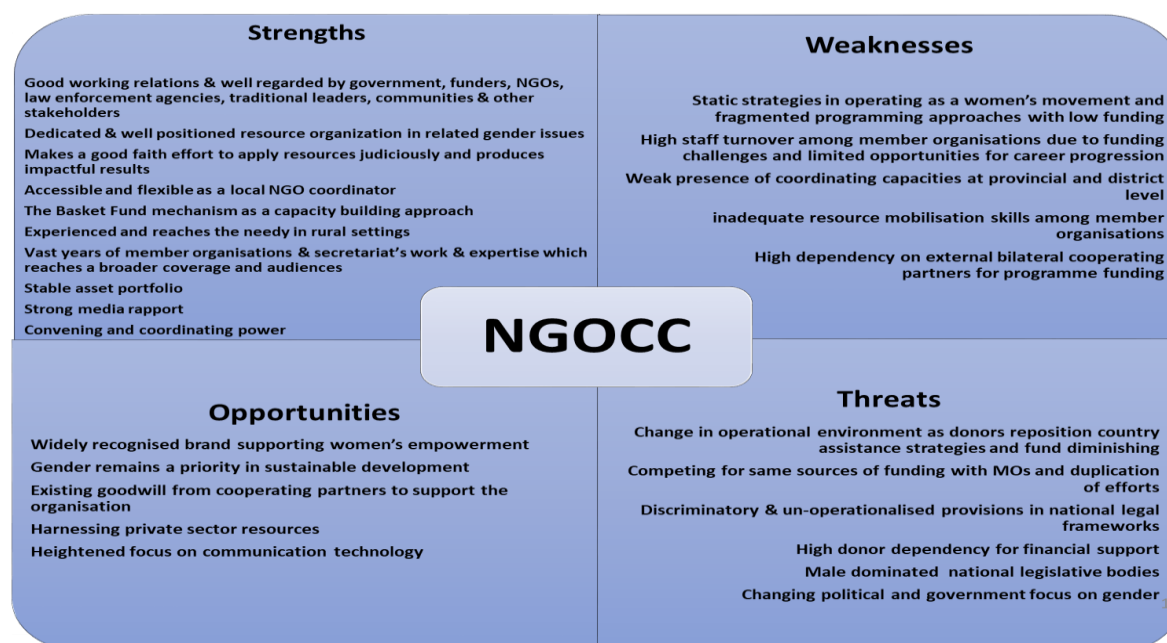 Strengths
Good working relations & well regarded by government, funders, NGOs,
law enforcement agencies, traditional leaders, communities & other
stakeholders
Dedicated & well positioned resource organization in related gender issues
Makes a good faith effort to apply resources judiciously and produces
impactful results
Accessible and flexible as a local NGO coordinator
The Basket Fund mechanism as a capacity building approach
Experienced and reaches the needy in rural settings
Vast years of member organisations & secretariat’s work & expertise which
reaches a broader coverage and audiences
Stable asset portfolio
Strong media rapport
Convening and coordinating power
Weaknesses
Static strategies in operating as a women’s movement and
fragmented programming approaches with low funding
High staff turnover among member organisations due to funding
challenges and limited opportunities for career progression
Weak presence of coordinating capacities at provincial and district
level
inadequate resource mobilisation skills among member
organisations
High dependency on external bilateral cooperating
partners for programme funding
NGOCC
Opportunities
Widely recognised brand supporting women’s empowerment
Gender remains a priority in sustainable development
Existing goodwill from cooperating partners to support the
organisation
Harnessing private sector resources
Heightened focus on communication technology
Threats
Change in operational environment as donors reposition country
assistance strategies and fund diminishing
Competing for same sources of funding with MOs and duplication
of efforts
Discriminatory & un-operationalised provisions in national legal
frameworks
High donor dependency for financial support
Male dominated national legislative bodies
Changing political and government focus on gender